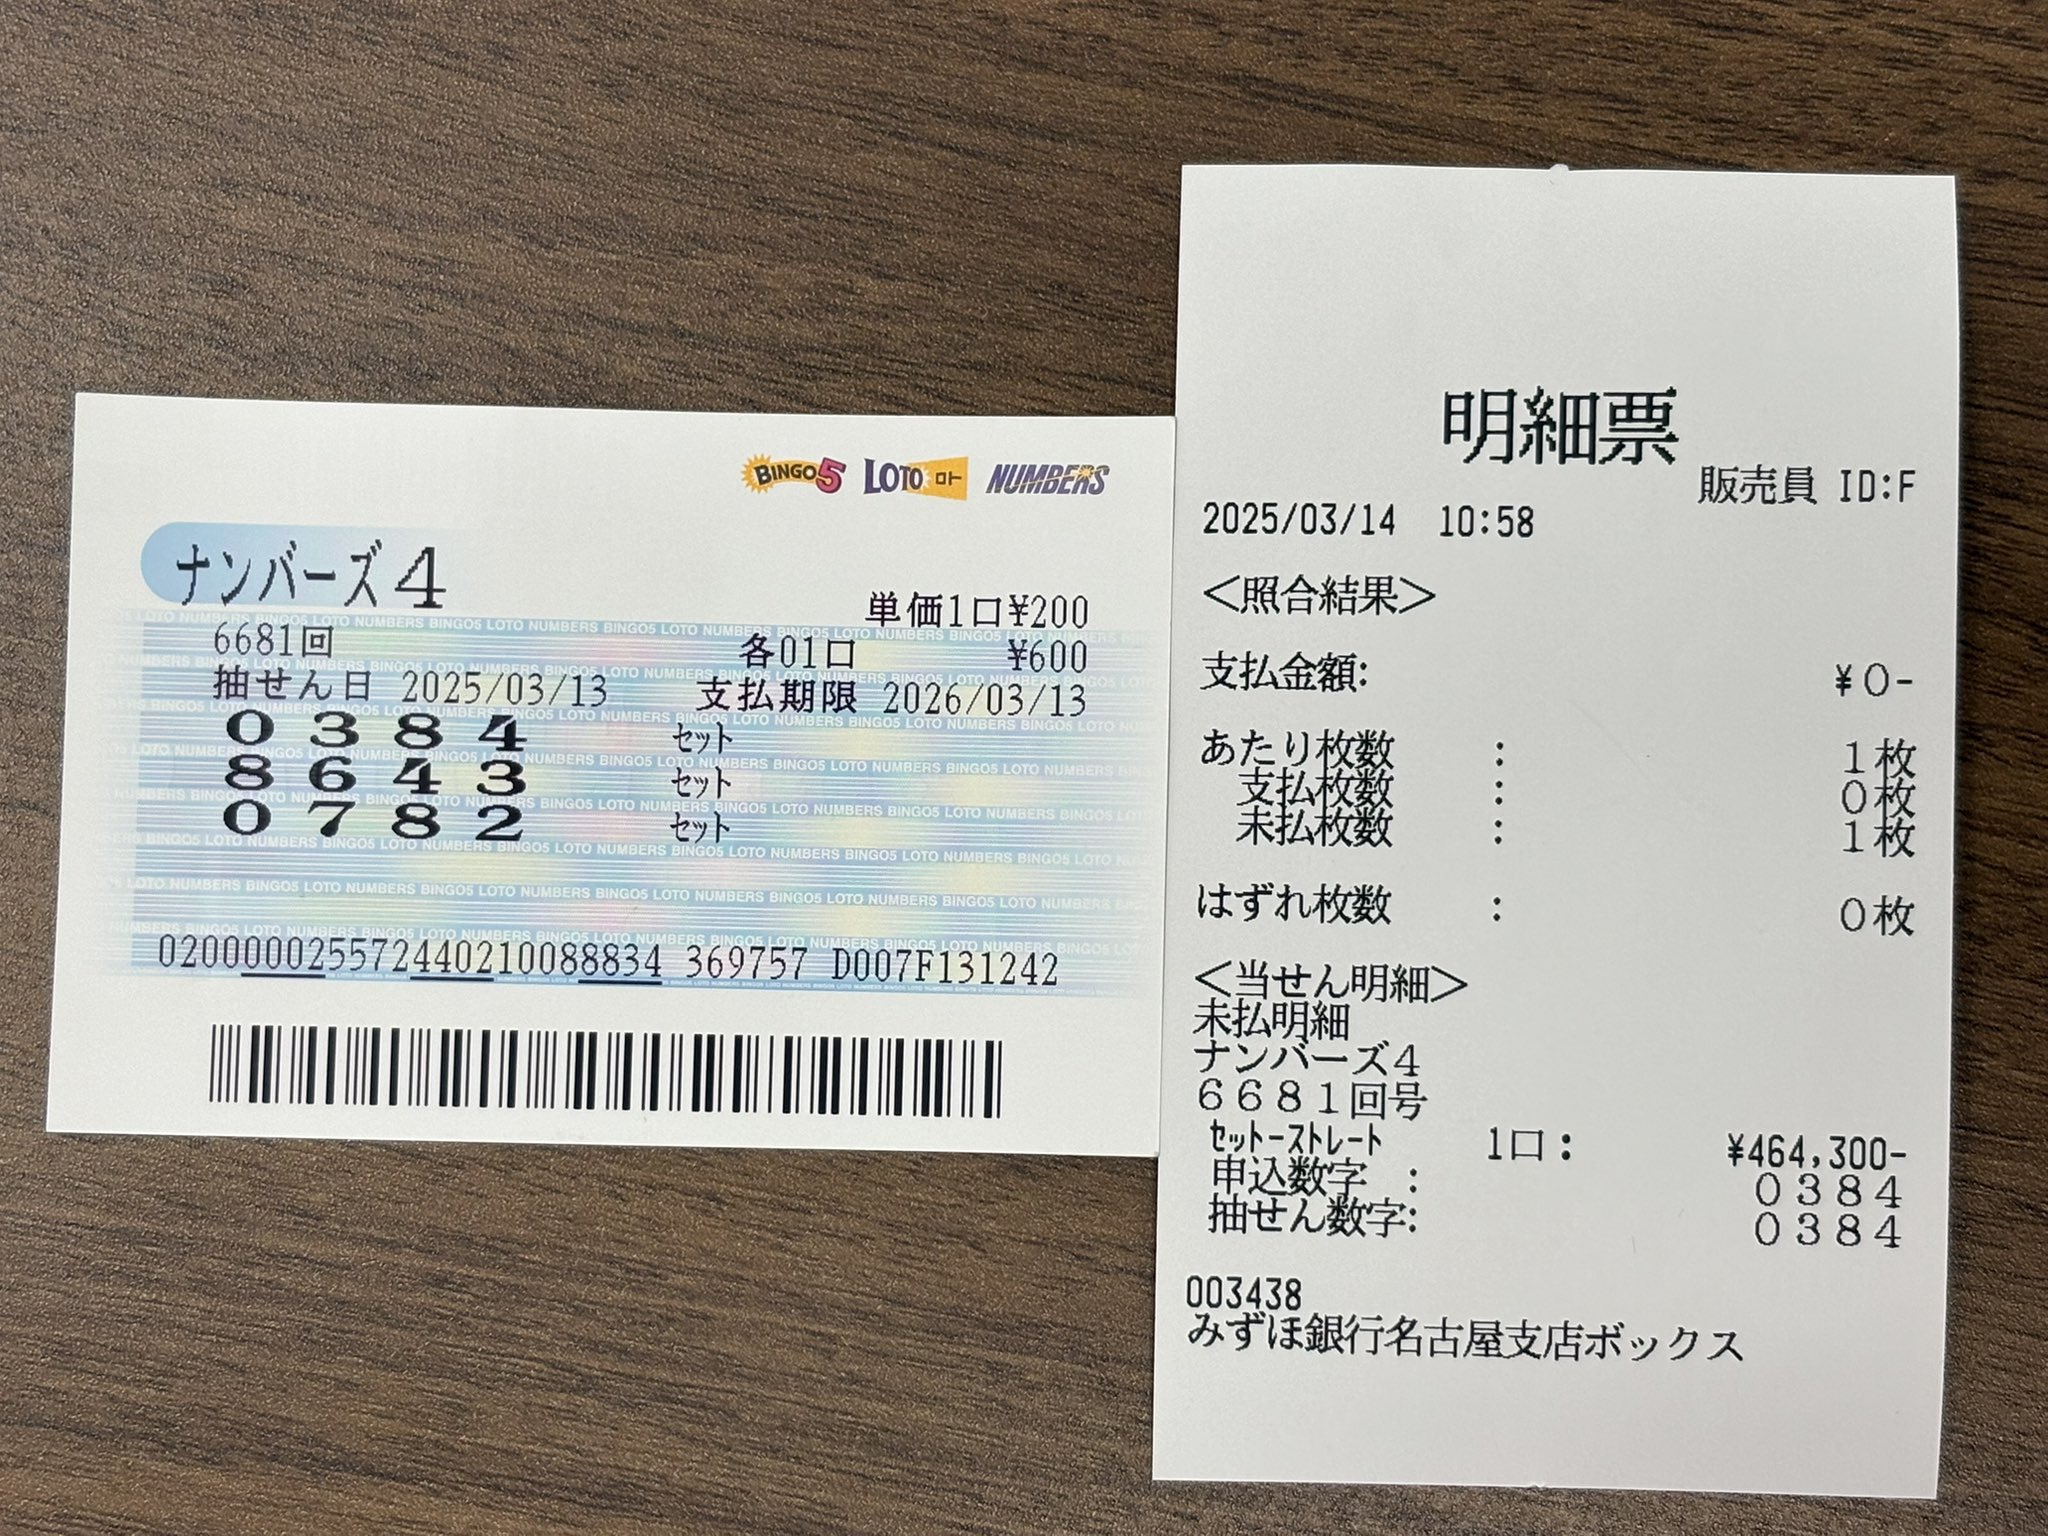 BINGO5 LOTO ロト NUMBERS
ナンバーズ4
単価1口¥200
6681回 各01口 ¥600
抽せん日 2025/03/13 支払期限 2026/03/13
0384 セット
8643 セット
0782 セット
020000025572440210088834 369757 D007F131242
明細票
販売員 ID:F
2025/03/14 10:58
<照合結果>
支払金額: ¥0-
あたり枚数 : 1枚
支払枚数 : 0枚
未払枚数 : 1枚
はずれ枚数 : 0枚
<当せん明細>
未払明細
ナンバーズ4
6681回号
セット-ストレート 1口: ¥464,300-
申込数字 : 0384
抽せん数字: 0384
003438
みずほ銀行名古屋支店ボックス